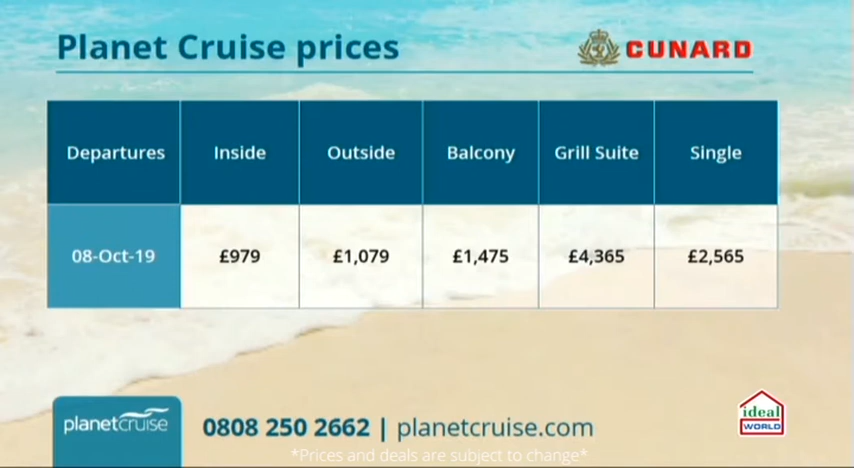 Planet Cruise prices
CUNARD
Departures Inside Outside Balcony Grill Suite Single
08-Oct-19 £979 £1,079 £1,475 £4,365 £2,565
planetcruise
0808 250 2662 | planetcruise.com
ideal
WORLD
*Prices and deals are subject to change*